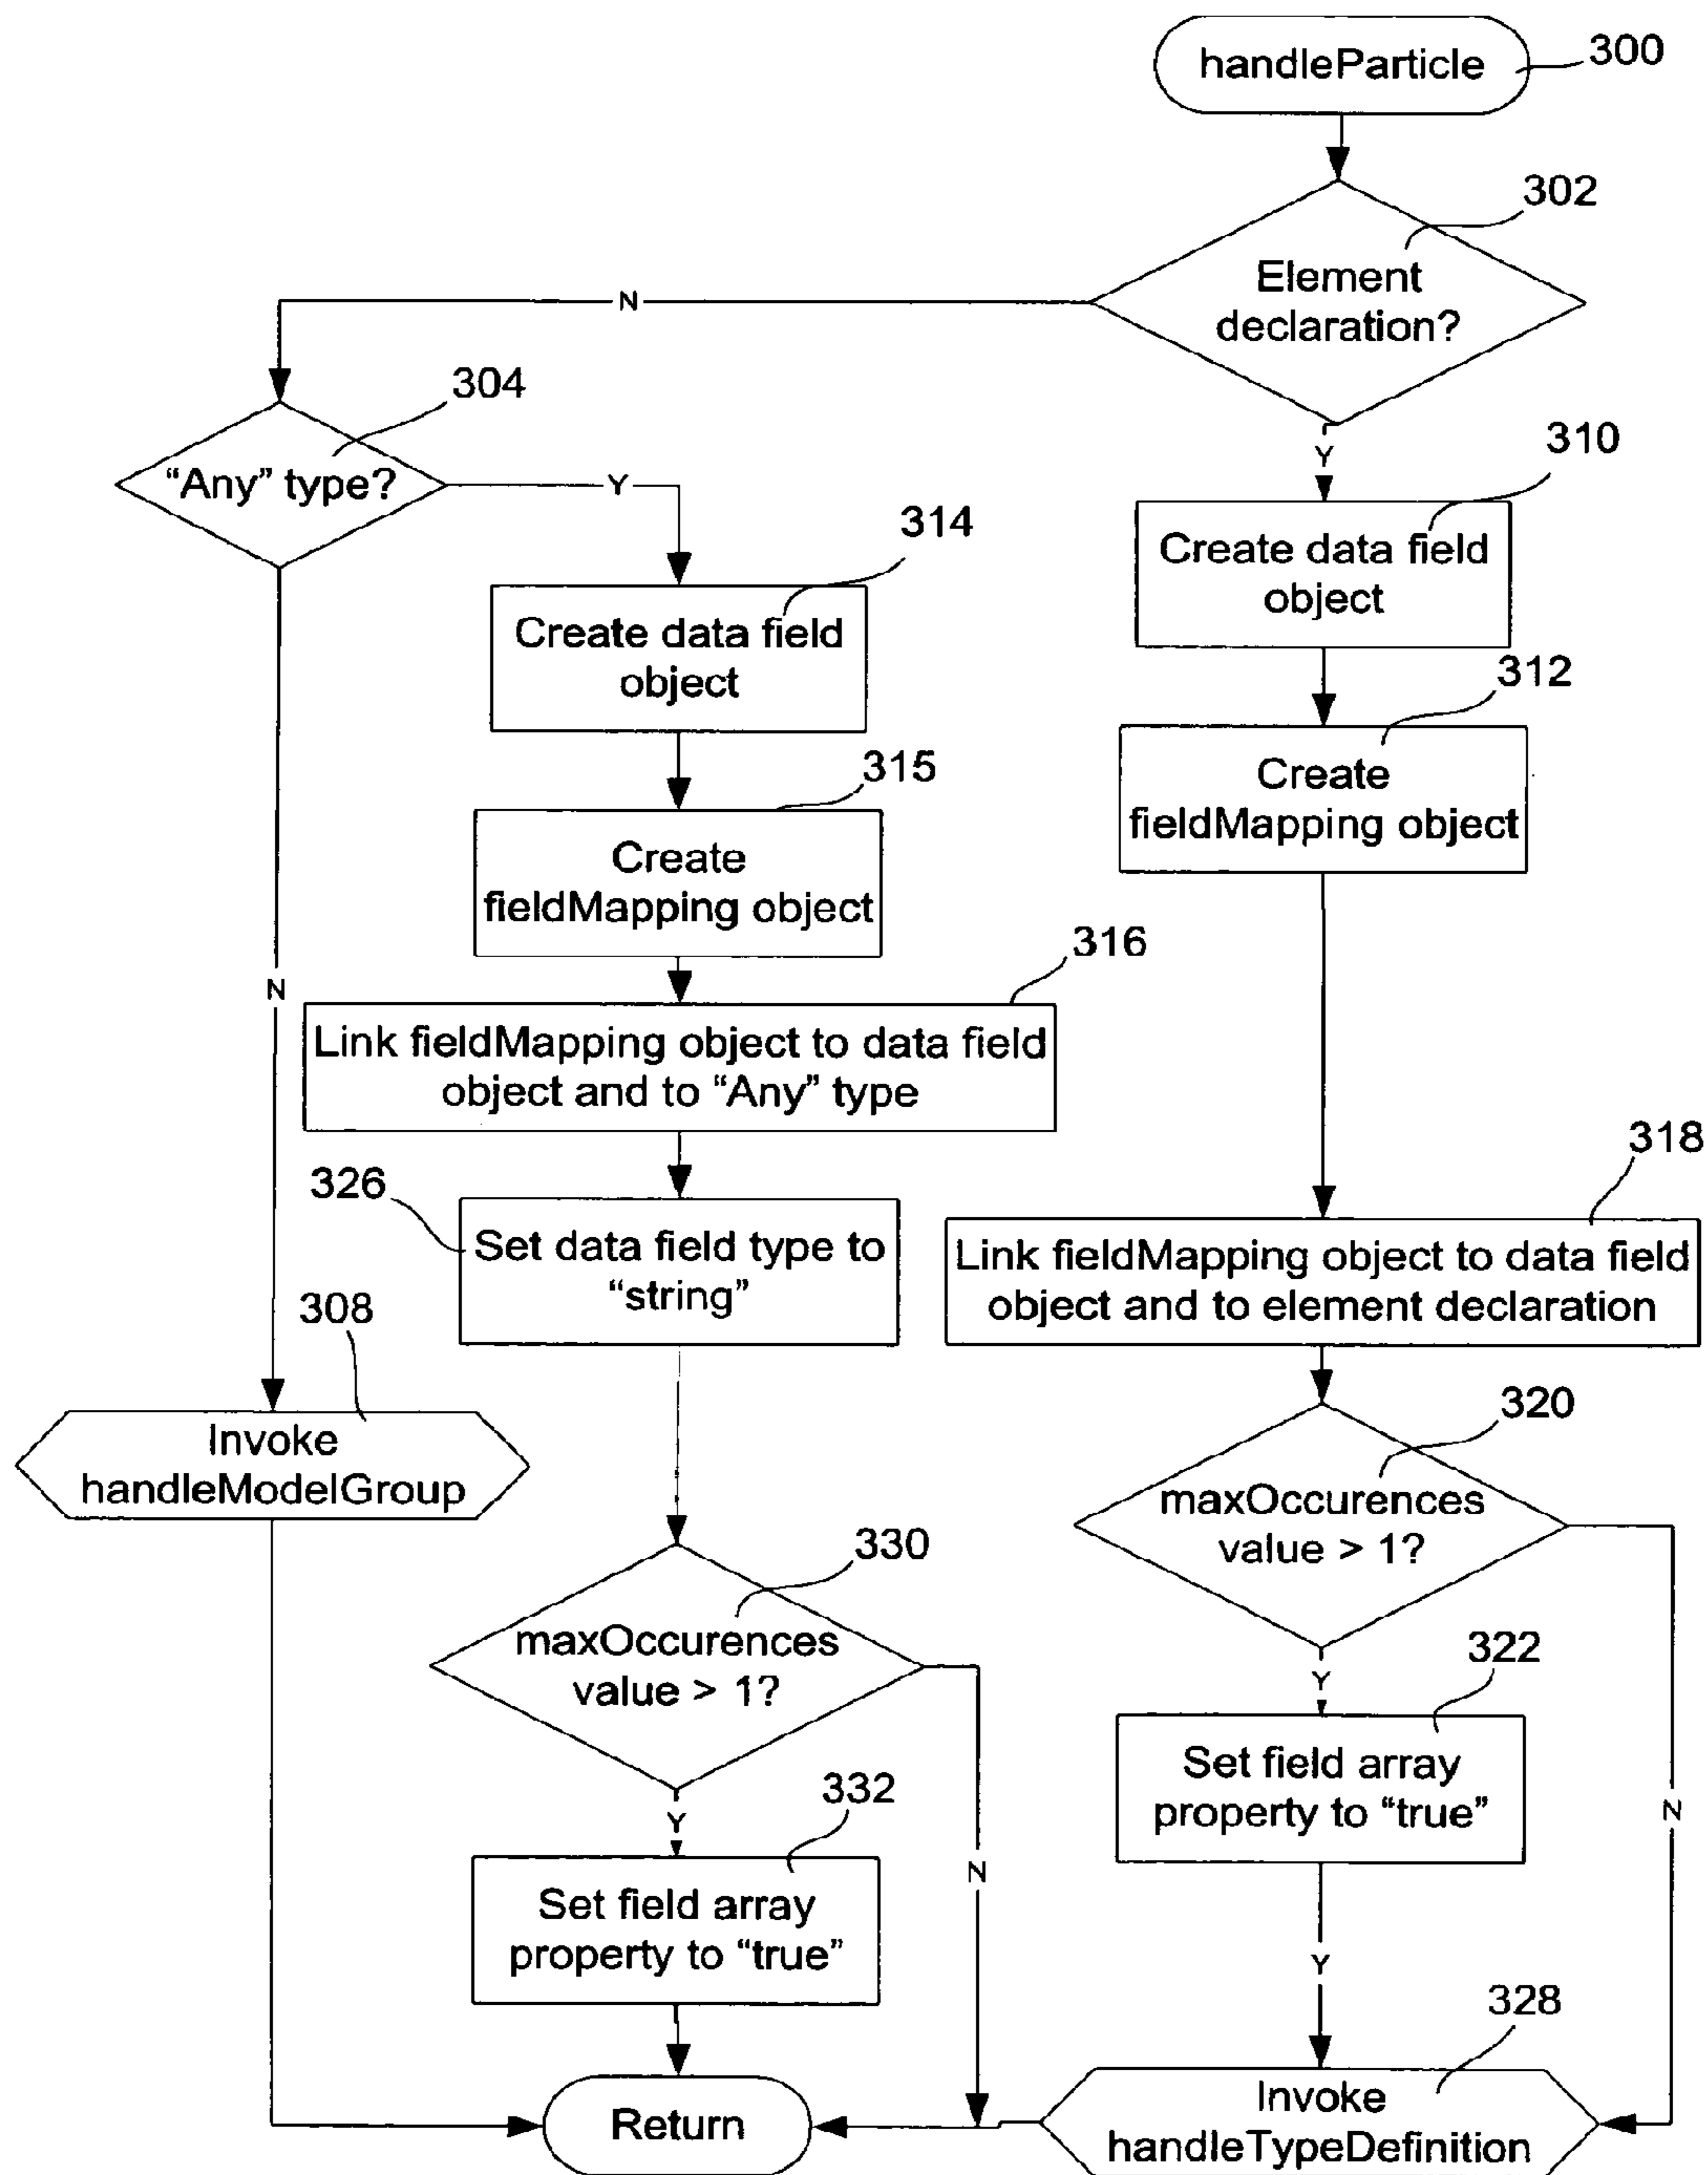 handleParticle
300
302
Element
declaration?
N
304
"Any" type?
Y
Y
310
Create data field
object
314
Create data field
object
312
Create
fieldMapping object
315
Create
fieldMapping object
316
Link fieldMapping object to data field
object and to "Any" type
N
318
Link fieldMapping object to data field
object and to element declaration
326
Set data field type to
"string"
308
Invoke
handleModelGroup
320
maxOccurences
value > 1?
330
maxOccurences
value > 1?
Y
322
Set field array
property to "true"
N
Y
332
Set field array
property to "true"
N
Y
328
Invoke
handleTypeDefinition
Return